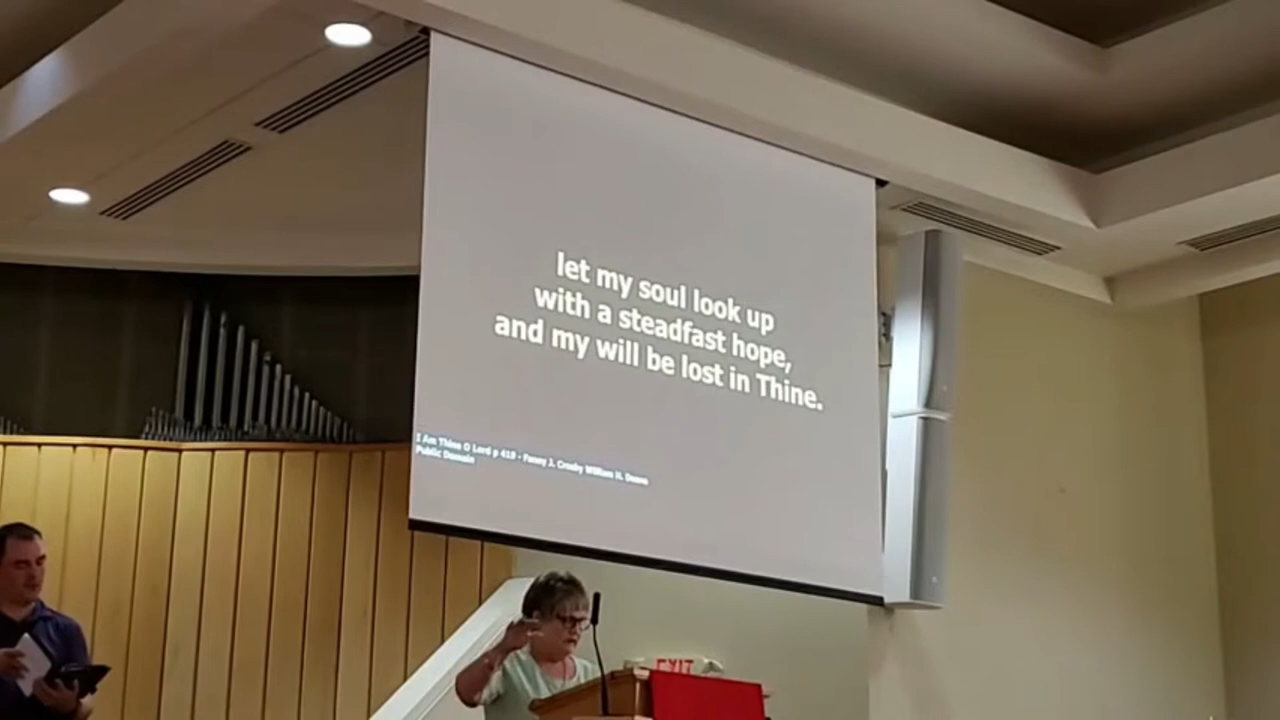 let my soul look up
with a steadfast hope,
and my will be lost in Thine.
I Am Thine O Lord p 419 - Fanny J. Crosby William H. Doane
Public Domain
EXIT